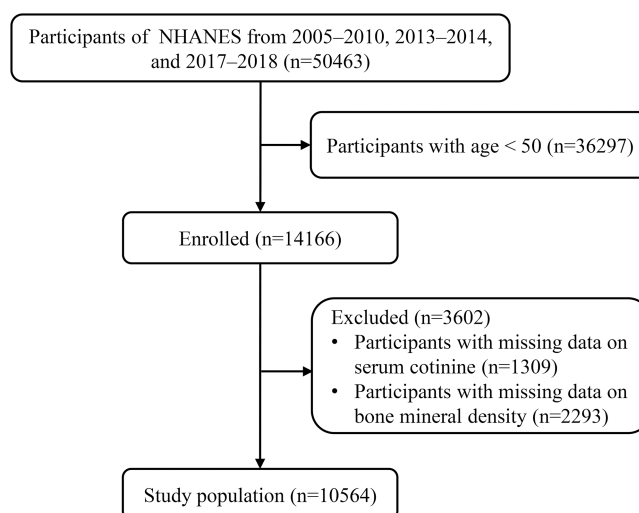 Participants of NHANES from 2005–2010, 2013–2014,
and 2017–2018 (n=50463)
Participants with age < 50 (n=36297)
Enrolled (n=14166)
Excluded (n=3602)
• Participants with missing data on
serum cotinine (n=1309)
• Participants with missing data on
bone mineral density (n=2293)
Study population (n=10564)